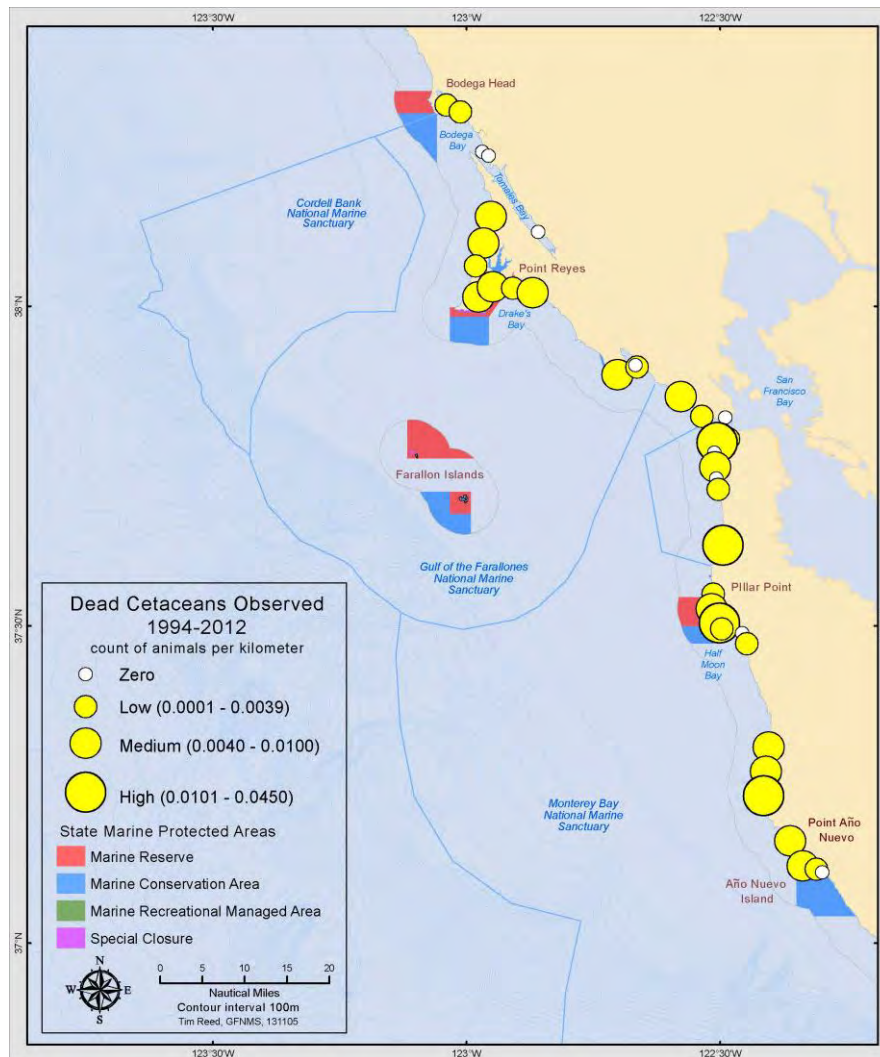 123°30'W
123°W
122°30'W
Bodega Head
Bodega
Bay
Tomales Bay
Cordell Bank
National Marine
Sanctuary
Point Reyes
38°N
38°N
Drake's
Bay
San
Francisco
Bay
Farallon Islands
Gulf of the Farallones
National Marine
Sanctuary
PIllar Point
37°30'N
37°30'N
Half
Moon
Bay
Monterey Bay
National Marine
Sanctuary
Point Año
Nuevo
Año Nuevo
Island
37°N
37°N
Dead Cetaceans Observed
1994-2012
count of animals per kilometer
Zero
Low (0.0001 - 0.0039)
Medium (0.0040 - 0.0100)
High (0.0101 - 0.0450)
State Marine Protected Areas
Marine Reserve
Marine Conservation Area
Marine Recreational Managed Area
Special Closure
N
W
E
S
0 5 10 15 20
Nautical Miles
Contour interval 100m
Tim Reed, GFNMS, 131105
123°30'W
123°W
122°30'W